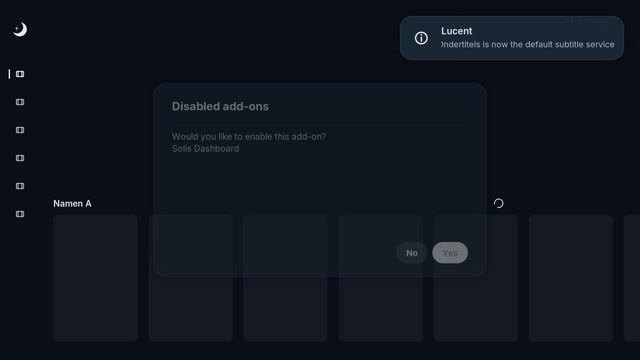 Lucent
Ondertitels is now the default subtitle service
Disabled add-ons
Would you like to enable this add-on?
Solis Dashboard
Namen A
No
Yes